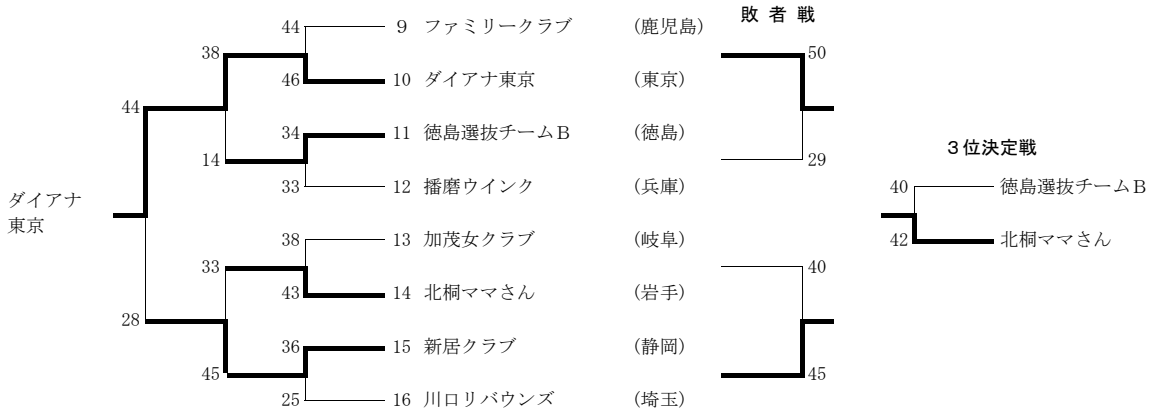 敗者戦
44 9 ファミリークラブ (鹿児島)
38 50
46 10 ダイアナ東京 (東京)
44
34 11 徳島選抜チームB (徳島)
14 29
3位決定戦
33 12 播磨ウインク (兵庫)
40 徳島選抜チームB
ダイアナ
東京
38 13 加茂女クラブ (岐阜)
42 北桐ママさん
33 40
43 14 北桐ママさん (岩手)
28
36 15 新居クラブ (静岡)
45 45
25 16 川口リバウンズ (埼玉)